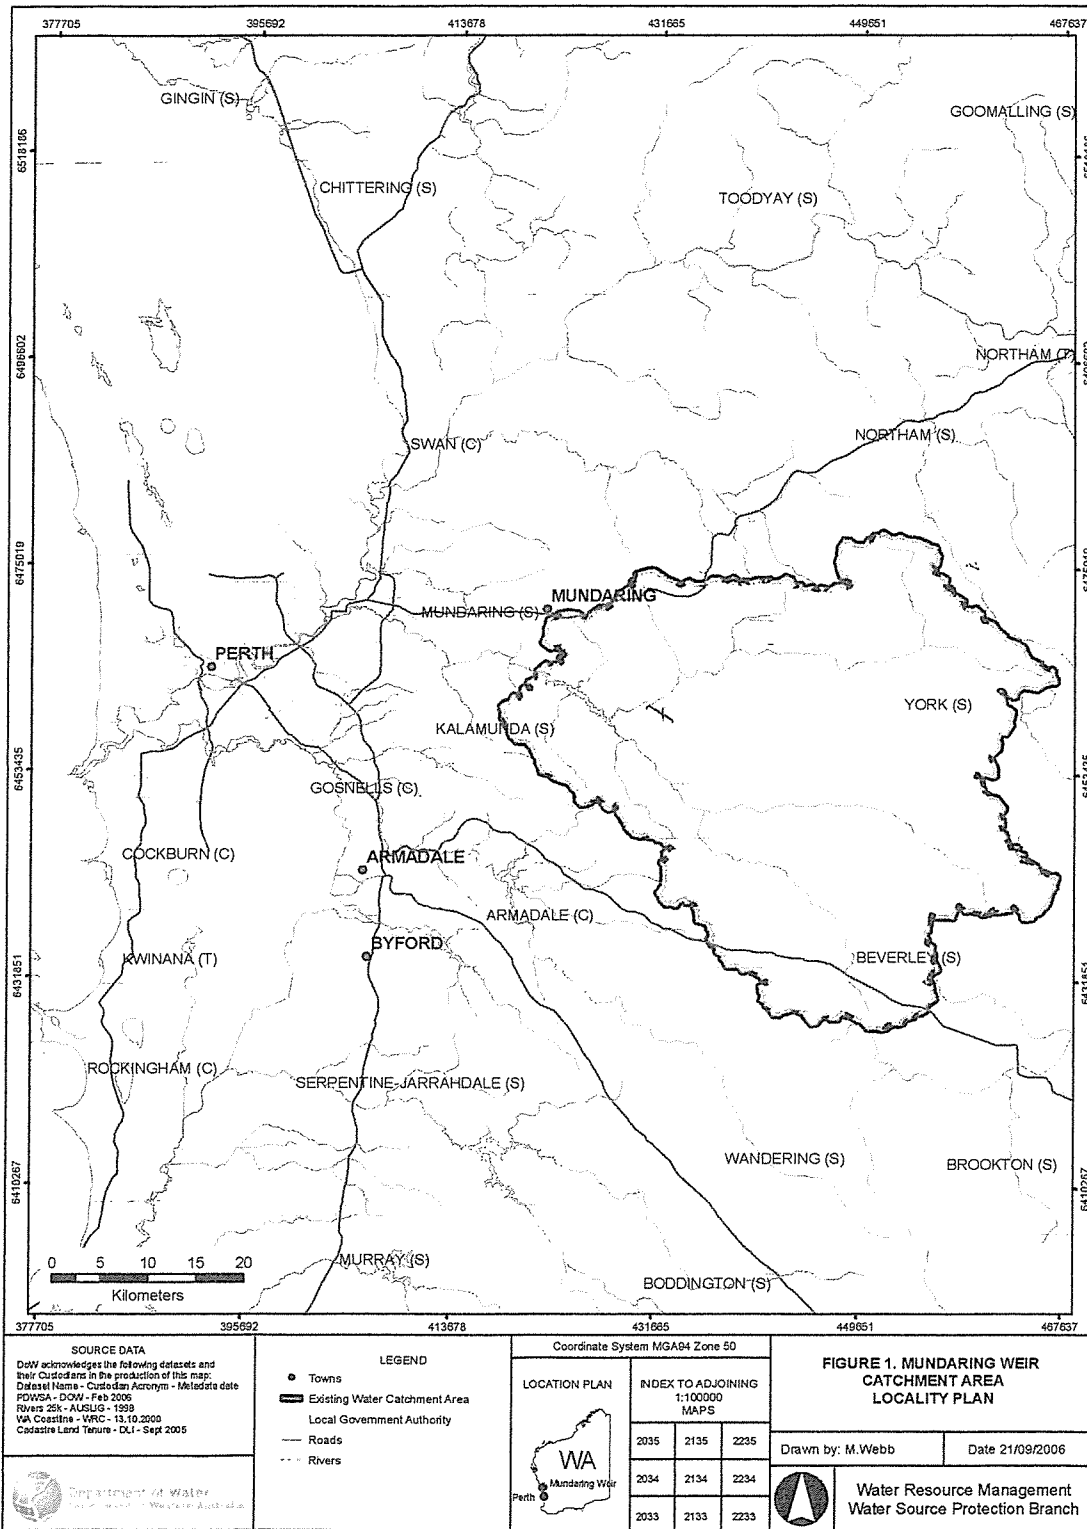 377705 395692 413678 431665 449651 467637
GINGIN (S)
GOOMALLING (S)
6518186
CHITTERING (S)
TOODYAY (S)
6496602
NORTHAM (T)
NORTHAM (S)
SWAN (C)
6475019
MUNDARING
MUNDARING (S)
PERTH
YORK (S)
KALAMUNDA (S)
6453435
6453435
GOSNELLS (C)
COCKBURN (C)
ARMADALE
ARMADALE (C)
BYFORD
KWINANA (T)
BEVERLEY (S)
6431851
6431851
ROCKINGHAM (C)
SERPENTINE-JARRAHDALE (S)
WANDERING (S)
BROOKTON (S)
6410267
6410267
MURRAY (S)
BODDINGTON (S)
0 5 10 15 20
Kilometers
377705 395692 413678 431665 449651 467637
SOURCE DATA
DoW acknowledges the following datasets and
their Custodians in the production of this map:
Dataset Name - Custodian Acronym - Metadata date
PDWSA - DOW - Feb 2006
Rivers 25k - AUSLIG - 1998
WA Coastline - WRC - 13.10.2000
Cadastre Land Tenure - DLI - Sept 2005
Department of Water
Government of Western Australia
LEGEND
Towns
Existing Water Catchment Area
Local Government Authority
Roads
Rivers
Coordinate System MGA94 Zone 50
LOCATION PLAN
WA
Mundaring Weir
Perth
INDEX TO ADJOINING
1:100000
MAPS
2035 2135 2235
2034 2134 2234
2033 2133 2233
FIGURE 1. MUNDARING WEIR
CATCHMENT AREA
LOCALITY PLAN
Drawn by: M.Webb
Date 21/09/2006
Water Resource Management
Water Source Protection Branch